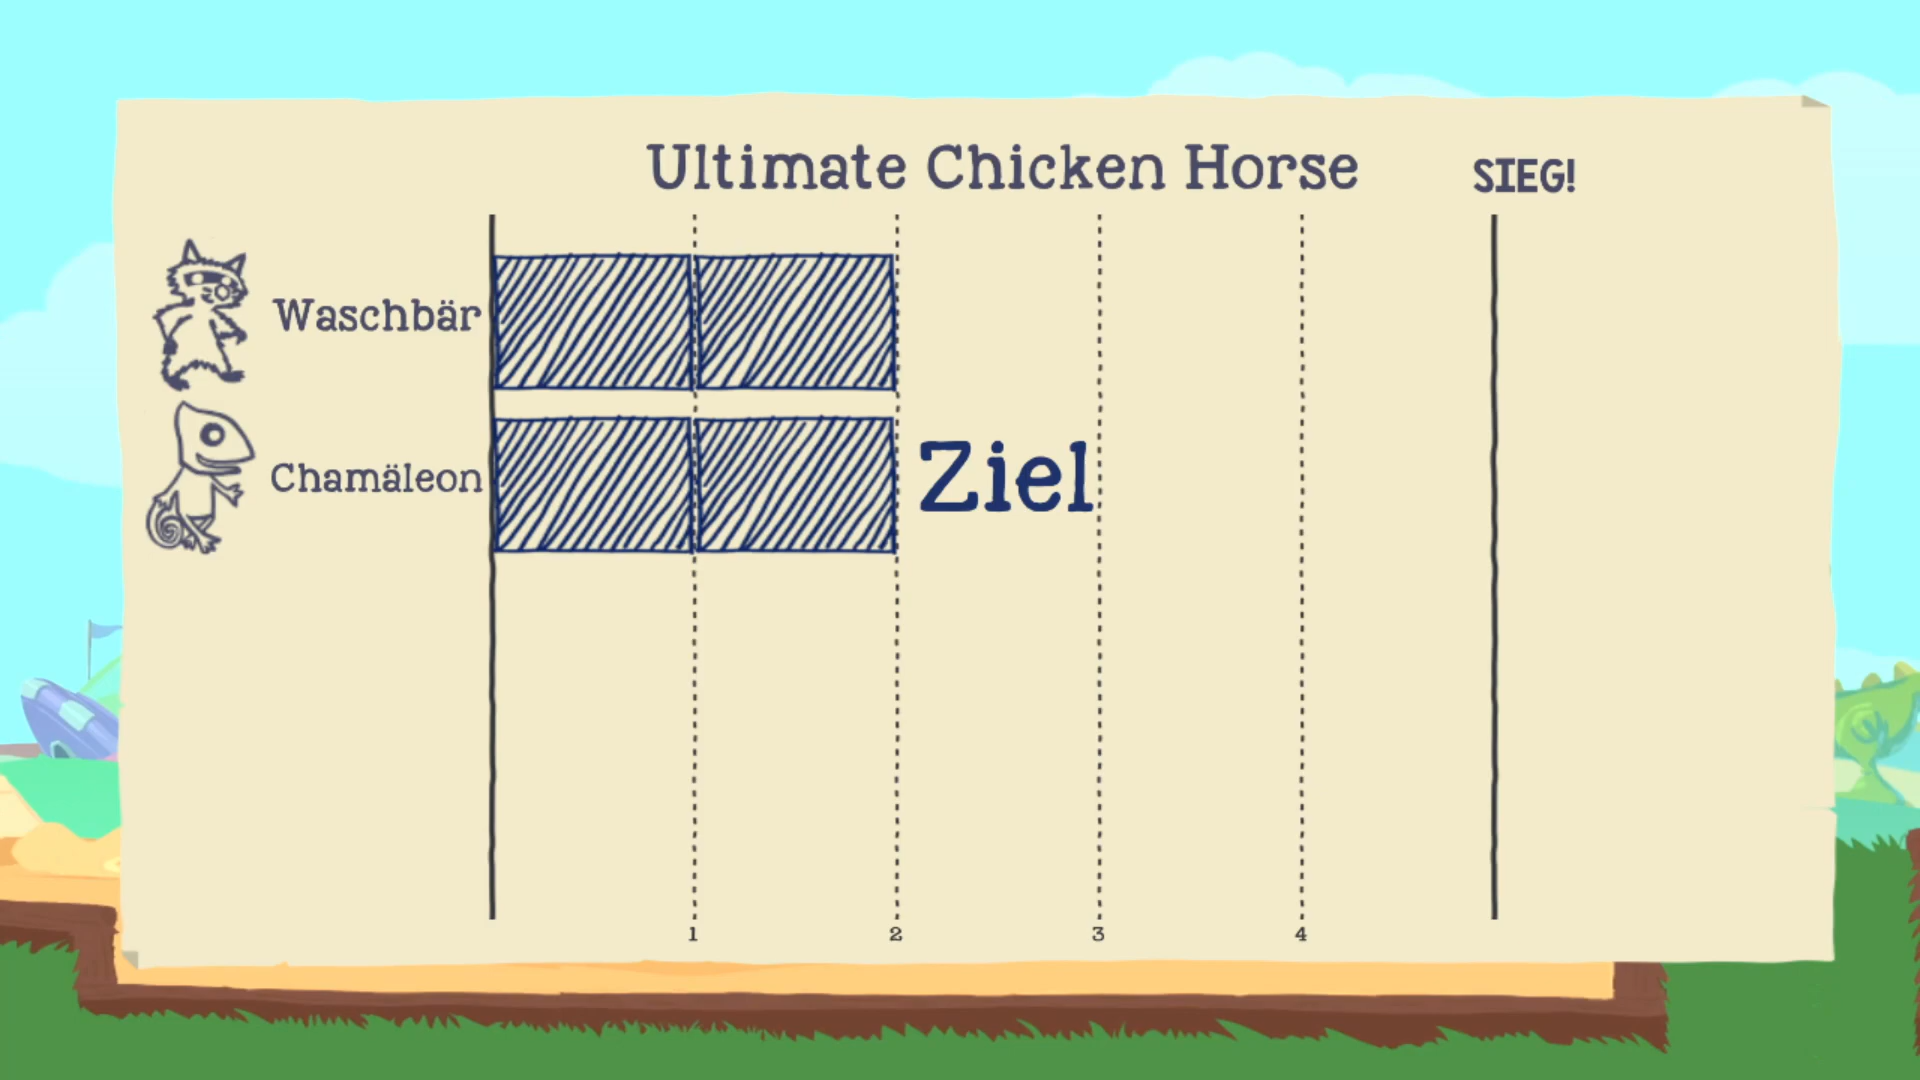 Ultimate Chicken Horse
SIEG!
Waschbär
Chamäleon
Ziel
1 2 3 4